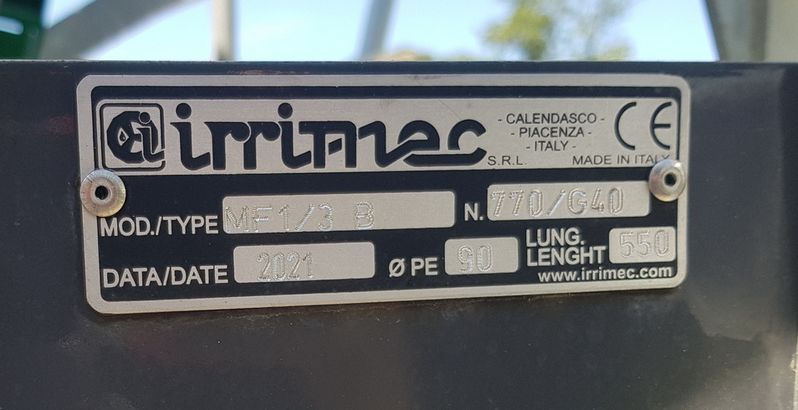 irrimec S.R.L.
- CALENDASCO -
- PIACENZA -
- ITALY -
CE
MADE IN ITALY
MOD./TYPE MF1/3 B N. 770/G40
DATA/DATE 2021 Ø PE 90 LUNG. LENGHT 550
www.irrimec.com